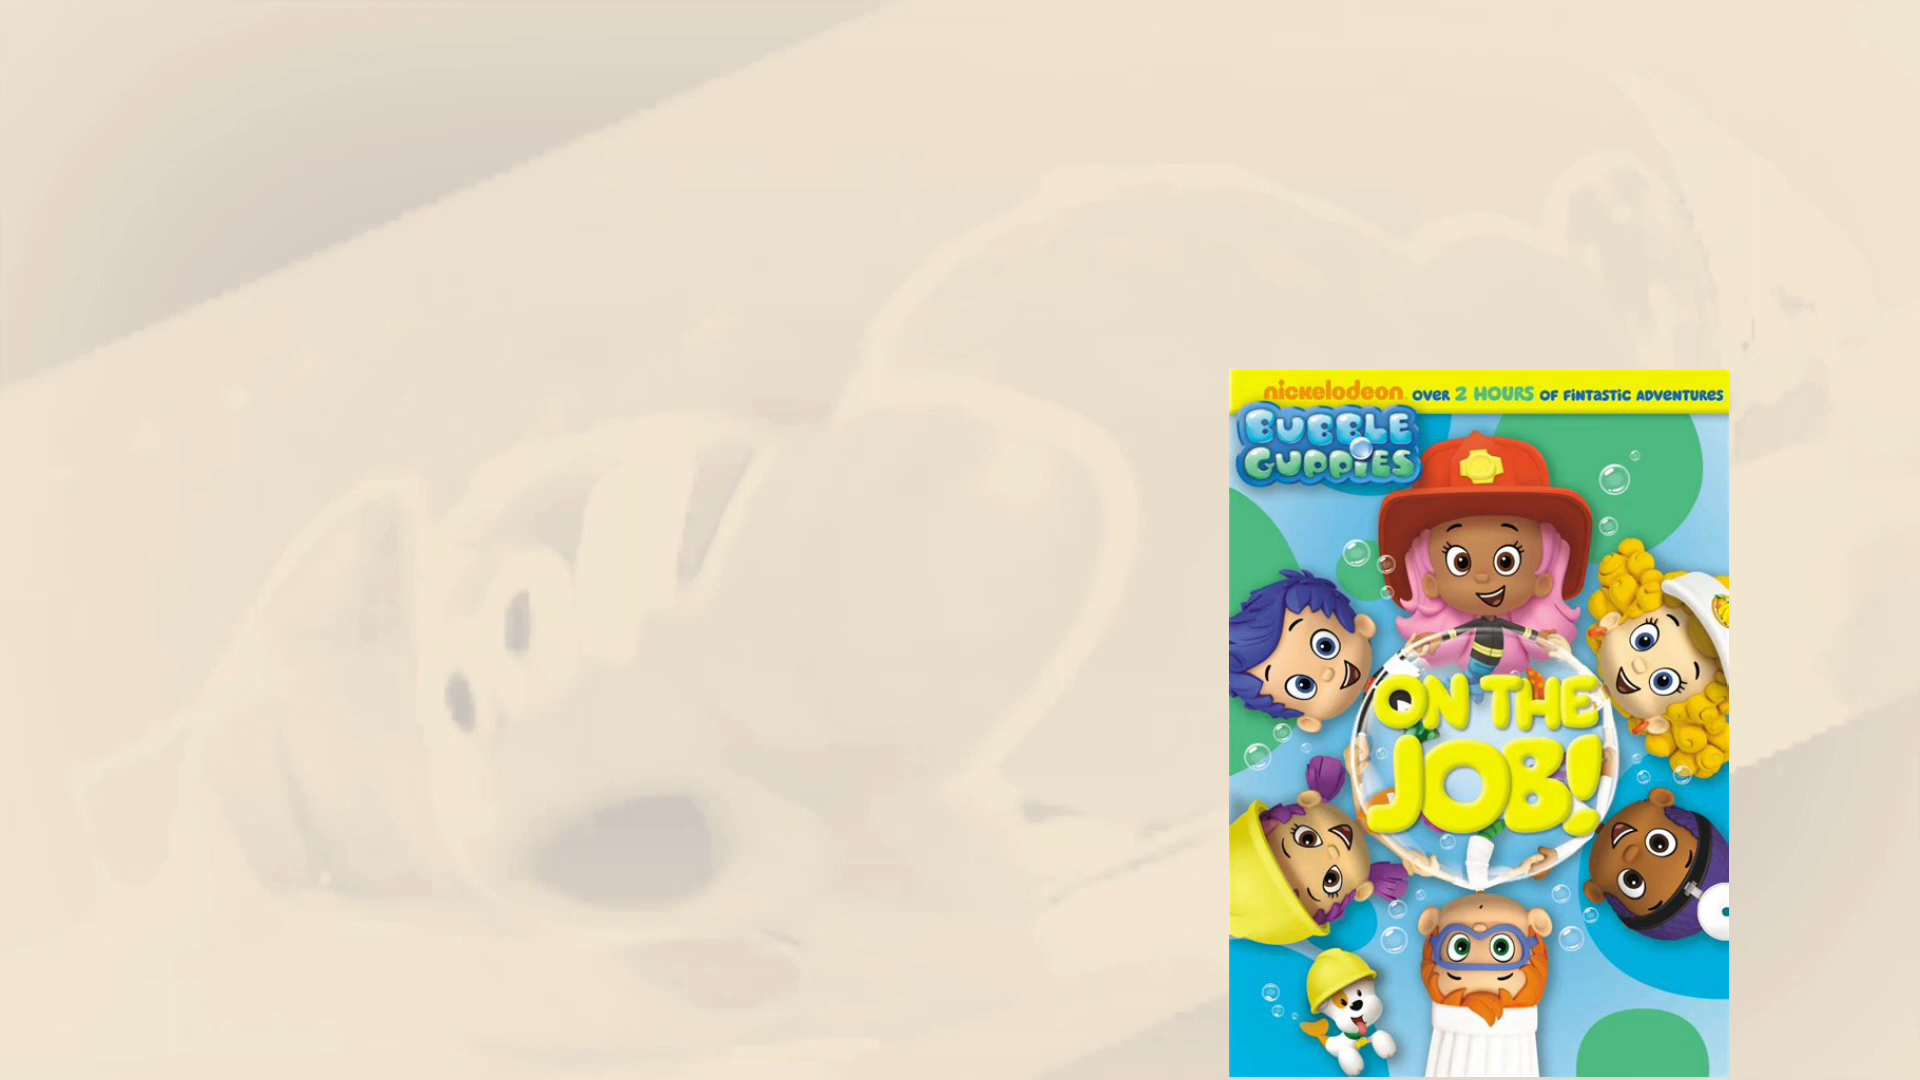 nickelodeon OVER 2 HOURS OF FINTASTIC ADVENTURES
BUBBLE
GUPPIES
ON THE
JOB!